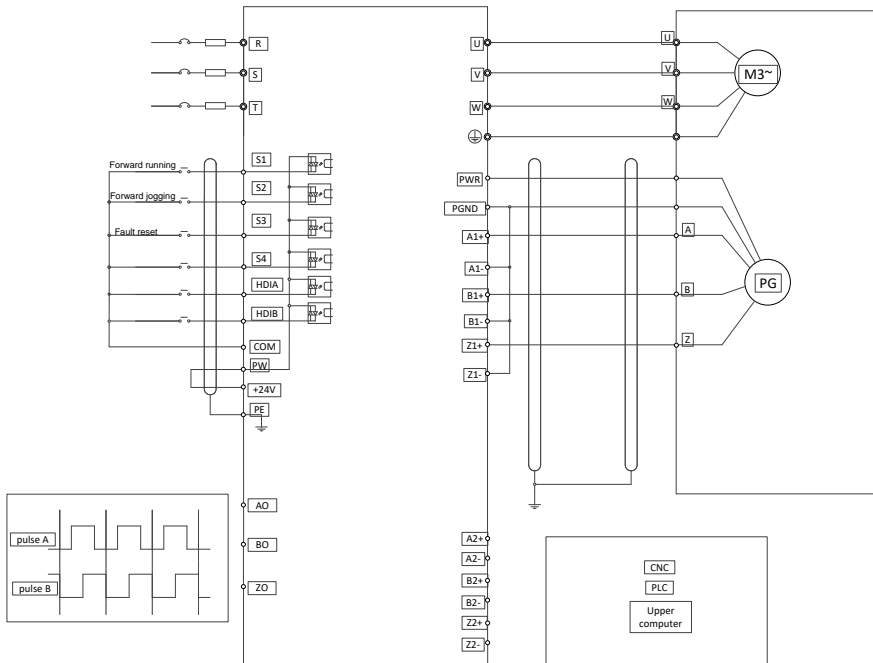 R
S
T
U
V
W
U
V
W
M3~
Forward running
S1
Forward jogging
S2
Fault reset
S3
S4
HDIA
HDIB
COM
PW
+24V
PE
PWR
PGND
A1+
A1-
B1+
B1-
Z1+
Z1-
A
B
Z
PG
pulse A
pulse B
AO
BO
ZO
A2+
A2-
B2+
B2-
Z2+
Z2-
CNC
PLC
Upper
computer